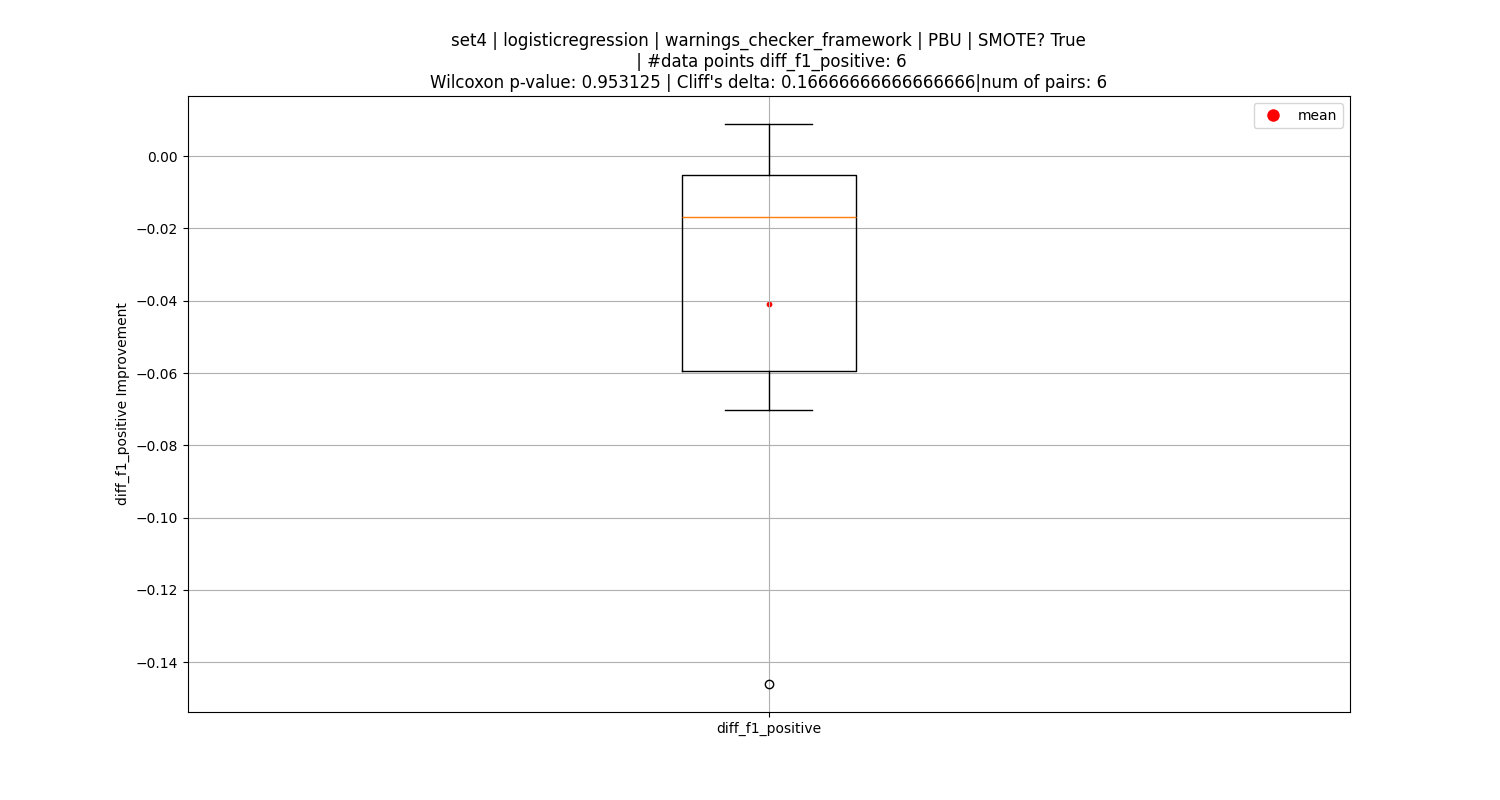 set4 | logisticregression | warnings_checker_framework | PBU | SMOTE? True
| #data points diff_f1_positive: 6
Wilcoxon p-value: 0.953125 | Cliff's delta: 0.16666666666666666|num of pairs: 6
mean
0.00
−0.02
−0.04
−0.06
−0.08
−0.10
−0.12
−0.14
diff_f1_positive Improvement
diff_f1_positive